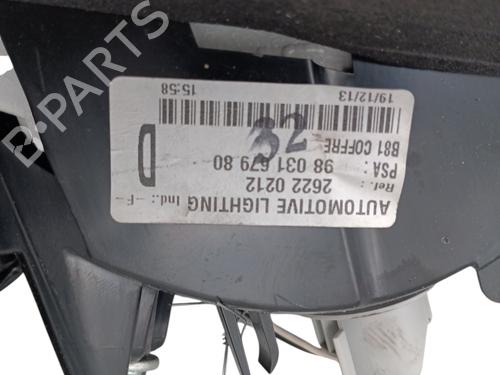 AUTOMOTIVE LIGHTING Ind.: -F-
Ref.: 2622 0212
PSA : 98 031 679 80
B81 COFFRE
D
32
19/12/13
15:58
B-PARTS